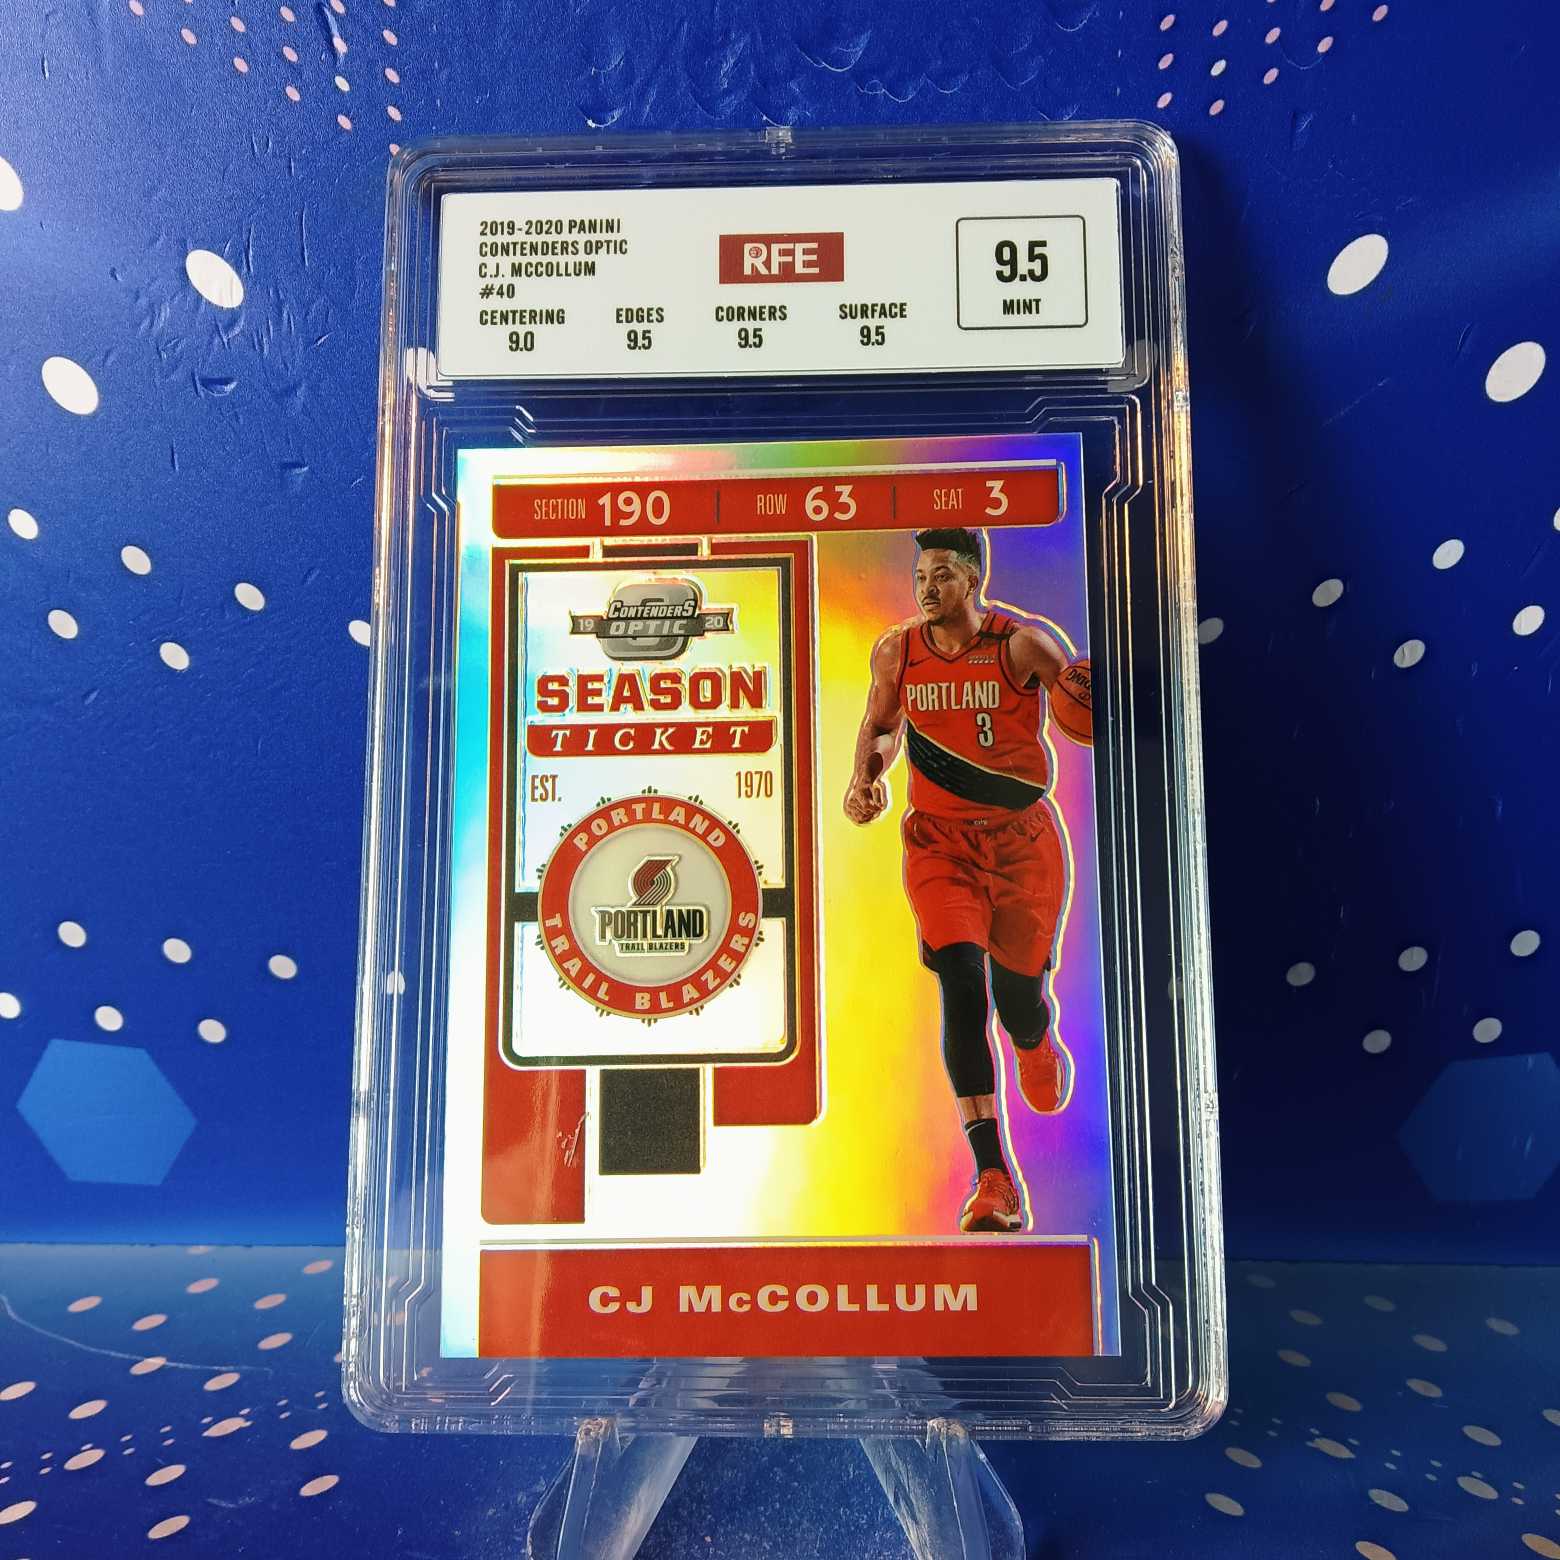 2019-2020 PANINI
CONTENDERS OPTIC
C.J. MCCOLLUM
#40
RFE
9.5
MINT
CENTERING EDGES CORNERS SURFACE
9.0 9.5 9.5 9.5
SECTION 190 ROW 63 SEAT 3
CONTENDERS
19 OPTIC 20
SEASON
TICKET
EST. 1970
PORTLAND
TRAIL BLAZERS
PORTLAND
TRAIL BLAZERS
PORTLAND
3
CJ McCOLLUM